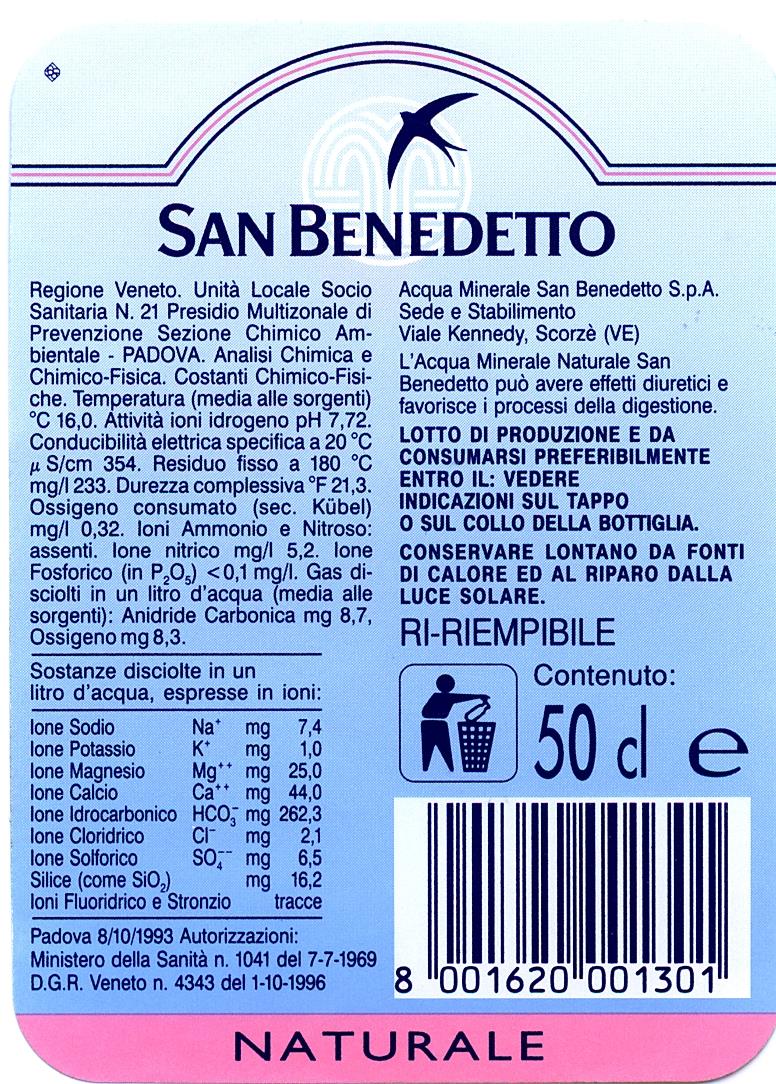 SAN BENEDETTO
Regione Veneto. Unità Locale Socio
Sanitaria N. 21 Presidio Multizonale di
Prevenzione Sezione Chimico Am-
bientale - PADOVA. Analisi Chimica e
Chimico-Fisica. Costanti Chimico-Fisi-
che. Temperatura (media alle sorgenti)
°C 16,0. Attività ioni idrogeno pH 7,72.
Conducibilità elettrica specifica a 20 °C
µ S/cm 354. Residuo fisso a 180 °C
mg/l 233. Durezza complessiva °F 21,3.
Ossigeno consumato (sec. Kübel)
mg/l 0,32. Ioni Ammonio e Nitroso:
assenti. Ione nitrico mg/l 5,2. Ione
Fosforico (in P₂O₅) <0,1 mg/l. Gas di-
sciolti in un litro d'acqua (media alle
sorgenti): Anidride Carbonica mg 8,7,
Ossigeno mg 8,3.
Sostanze disciolte in un
litro d'acqua, espresse in ioni:
Ione Sodio Na⁺ mg 7,4
Ione Potassio K⁺ mg 1,0
Ione Magnesio Mg⁺⁺ mg 25,0
Ione Calcio Ca⁺⁺ mg 44,0
Ione Idrocarbonico HCO₃⁻ mg 262,3
Ione Cloridrico Cl⁻ mg 2,1
Ione Solforico SO₄⁻⁻ mg 6,5
Silice (come SiO₂) mg 16,2
Ioni Fluoridrico e Stronzio tracce
Padova 8/10/1993 Autorizzazioni:
Ministero della Sanità n. 1041 del 7-7-1969
D.G.R. Veneto n. 4343 del 1-10-1996
Acqua Minerale San Benedetto S.p.A.
Sede e Stabilimento
Viale Kennedy, Scorzè (VE)
L'Acqua Minerale Naturale San
Benedetto può avere effetti diuretici e
favorisce i processi della digestione.
LOTTO DI PRODUZIONE E DA
CONSUMARSI PREFERIBILMENTE
ENTRO IL: VEDERE
INDICAZIONI SUL TAPPO
O SUL COLLO DELLA BOTTIGLIA.
CONSERVARE LONTANO DA FONTI
DI CALORE ED AL RIPARO DALLA
LUCE SOLARE.
RI-RIEMPIBILE
Contenuto:
50 cl e
8 001620 001301
NATURALE